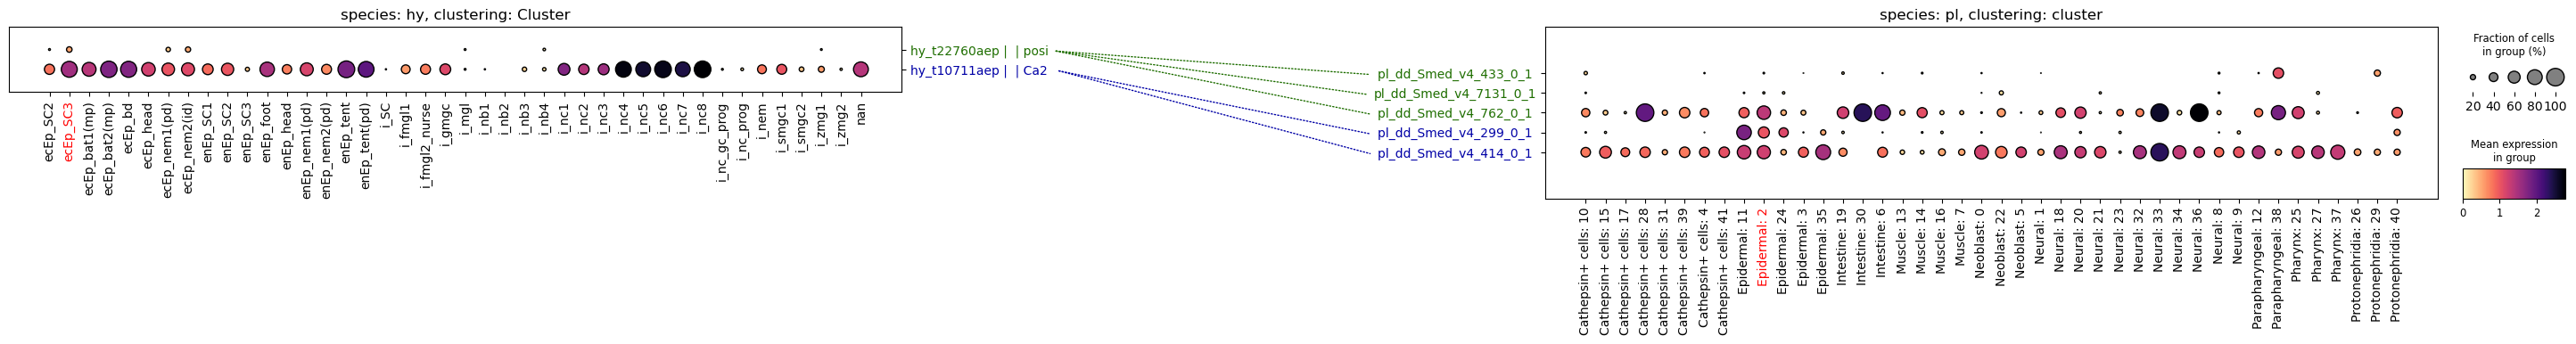 species: hy, clustering: Cluster
hy_t22760aep | | posi
hy_t10711aep | | Ca2
ecEp_SC2
ecEp_SC3
ecEp_bat1(mp)
ecEp_bat2(mp)
ecEp_bd
ecEp_head
ecEp_nem1(pd)
ecEp_nem2(id)
enEp_SC1
enEp_SC2
enEp_SC3
enEp_foot
enEp_head
enEp_nem1(pd)
enEp_nem2(pd)
enEp_tent
enEp_tent(pd)
i_SC
i_fmgl1
i_fmgl2_nurse
i_gmgc
i_mgl
i_nb1
i_nb2
i_nb3
i_nb4
i_nc1
i_nc2
i_nc3
i_nc4
i_nc5
i_nc6
i_nc7
i_nc8
i_nc_gc_prog
i_nc_prog
i_nem
i_smgc1
i_smgc2
i_zmg1
i_zmg2
nan
species: pl, clustering: cluster
pl_dd_Smed_v4_433_0_1
pl_dd_Smed_v4_7131_0_1
pl_dd_Smed_v4_762_0_1
pl_dd_Smed_v4_299_0_1
pl_dd_Smed_v4_414_0_1
Cathepsin+ cells: 10
Cathepsin+ cells: 15
Cathepsin+ cells: 17
Cathepsin+ cells: 28
Cathepsin+ cells: 31
Cathepsin+ cells: 39
Cathepsin+ cells: 4
Cathepsin+ cells: 41
Epidermal: 11
Epidermal: 2
Epidermal: 24
Epidermal: 3
Epidermal: 35
Intestine: 19
Intestine: 30
Intestine: 6
Muscle: 13
Muscle: 14
Muscle: 16
Muscle: 7
Neoblast: 0
Neoblast: 22
Neoblast: 5
Neural: 1
Neural: 18
Neural: 20
Neural: 21
Neural: 23
Neural: 32
Neural: 33
Neural: 34
Neural: 36
Neural: 8
Neural: 9
Parapharyngeal: 12
Parapharyngeal: 38
Pharynx: 25
Pharynx: 27
Pharynx: 37
Protonephridia: 26
Protonephridia: 29
Protonephridia: 40
Fraction of cells
in group (%)
20 40 60 80 100
Mean expression
in group
0 1 2